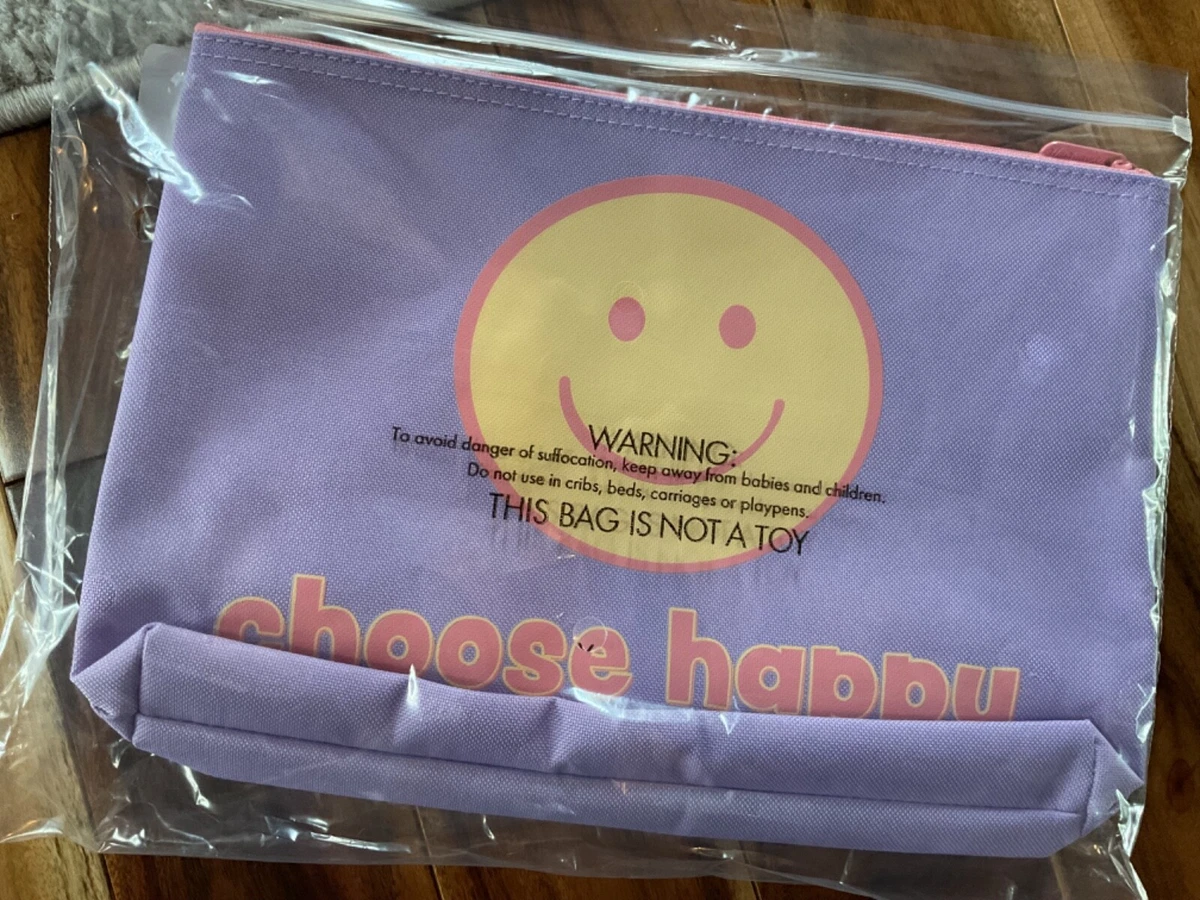 WARNING:
To avoid danger of suffocation, keep away from babies and children.
Do not use in cribs, beds, carriages or playpens.
THIS BAG IS NOT A TOY
choose happy